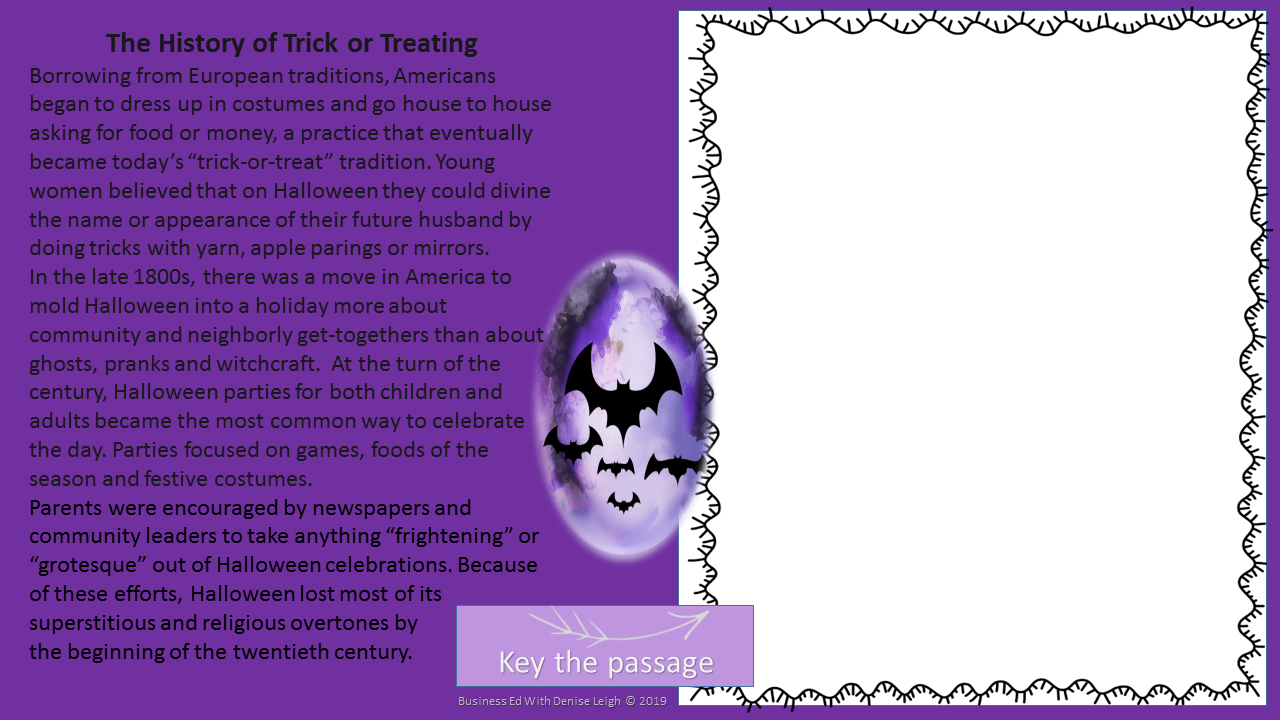 The History of Trick or Treating
Borrowing from European traditions, Americans
began to dress up in costumes and go house to house
asking for food or money, a practice that eventually
became today’s “trick-or-treat” tradition. Young
women believed that on Halloween they could divine
the name or appearance of their future husband by
doing tricks with yarn, apple parings or mirrors.
In the late 1800s, there was a move in America to
mold Halloween into a holiday more about
community and neighborly get-togethers than about
ghosts, pranks and witchcraft. At the turn of the
century, Halloween parties for both children and
adults became the most common way to celebrate
the day. Parties focused on games, foods of the
season and festive costumes.
Parents were encouraged by newspapers and
community leaders to take anything “frightening” or
“grotesque” out of Halloween celebrations. Because
of these efforts, Halloween lost most of its
superstitious and religious overtones by
the beginning of the twentieth century.
Key the passage
Business Ed With Denise Leigh © 2019